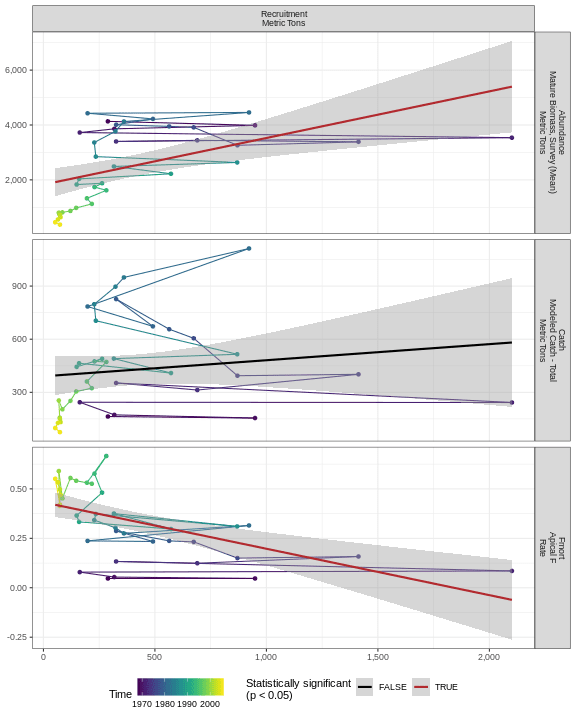 Recruitment
Metric Tons
6,000
4,000
2,000
Abundance
Mature Biomass, Survey (Mean)
Metric Tons
900
600
300
Catch
Modeled Catch - Total
Metric Tons
0.50
0.25
0.00
-0.25
Fmort
Apical F
Rate
0 500 1,000 1,500 2,000
Time
1970 1980 1990 2000
Statistically significant
(p < 0.05)
FALSE TRUE